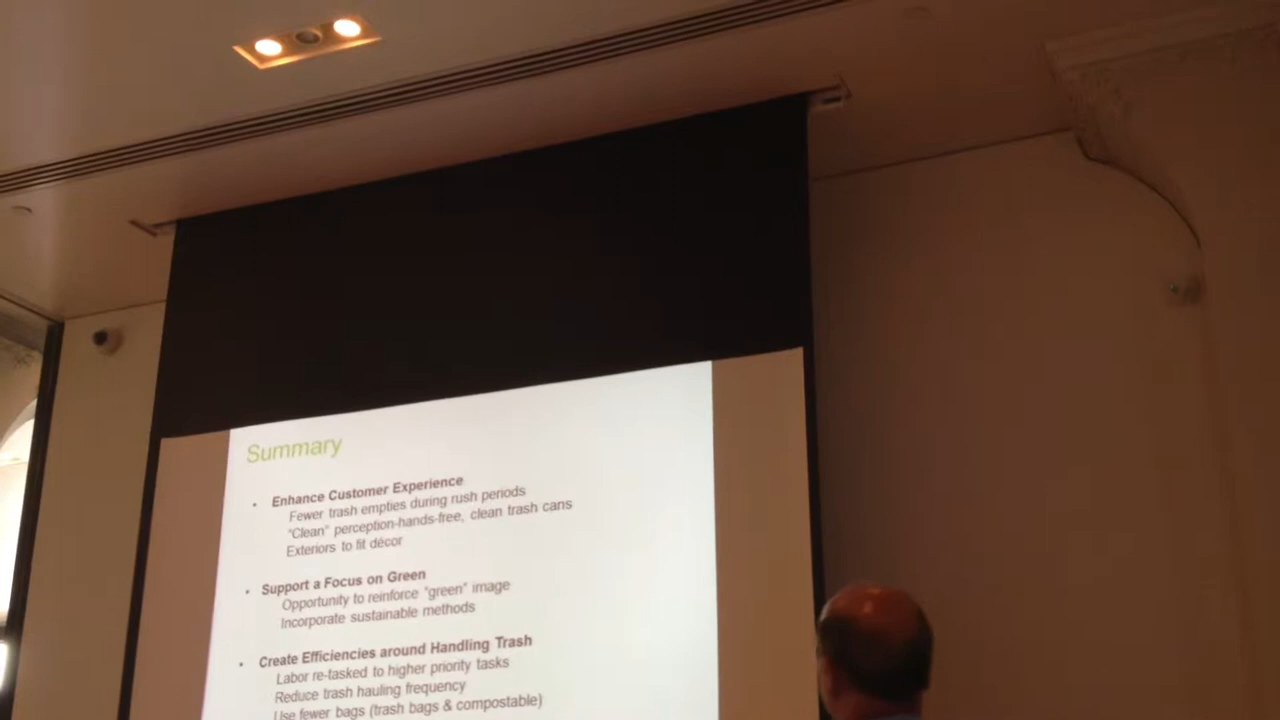 Summary
• Enhance Customer Experience
Fewer trash empties during rush periods
"Clean" perception-hands-free, clean trash cans
Exteriors to fit décor
• Support a Focus on Green
Opportunity to reinforce "green" image
Incorporate sustainable methods
• Create Efficiencies around Handling Trash
Labor re-tasked to higher priority tasks
Reduce trash hauling frequency
Use fewer bags (trash bags & compostable)